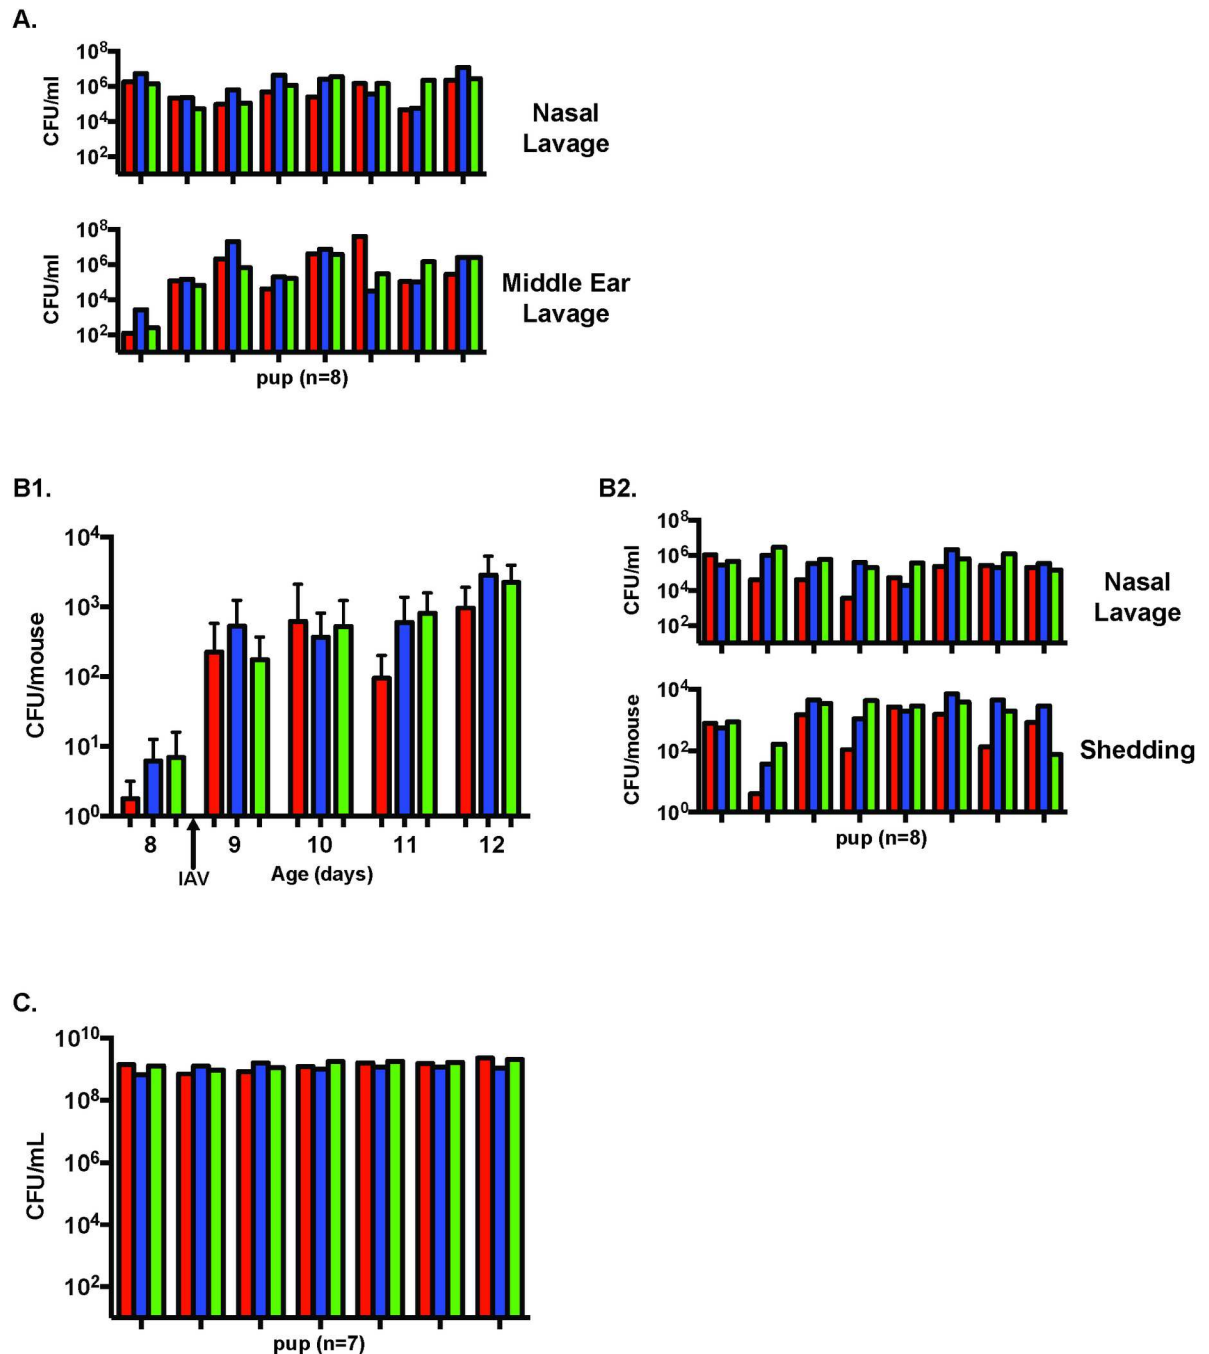 A.
10⁸
10⁶
10⁴
10²
CFU/ml
Nasal
Lavage
10⁸
10⁶
10⁴
10²
CFU/ml
Middle Ear
Lavage
pup (n=8)
B1.
10⁴
10³
10²
10¹
10⁰
CFU/mouse
8 9 10 11 12
IAV
Age (days)
B2.
10⁸
10⁶
10⁴
10²
CFU/ml
Nasal
Lavage
10⁴
10²
10⁰
CFU/mouse
Shedding
pup (n=8)
C.
10¹⁰
10⁸
10⁶
10⁴
10²
CFU/mL
pup (n=7)